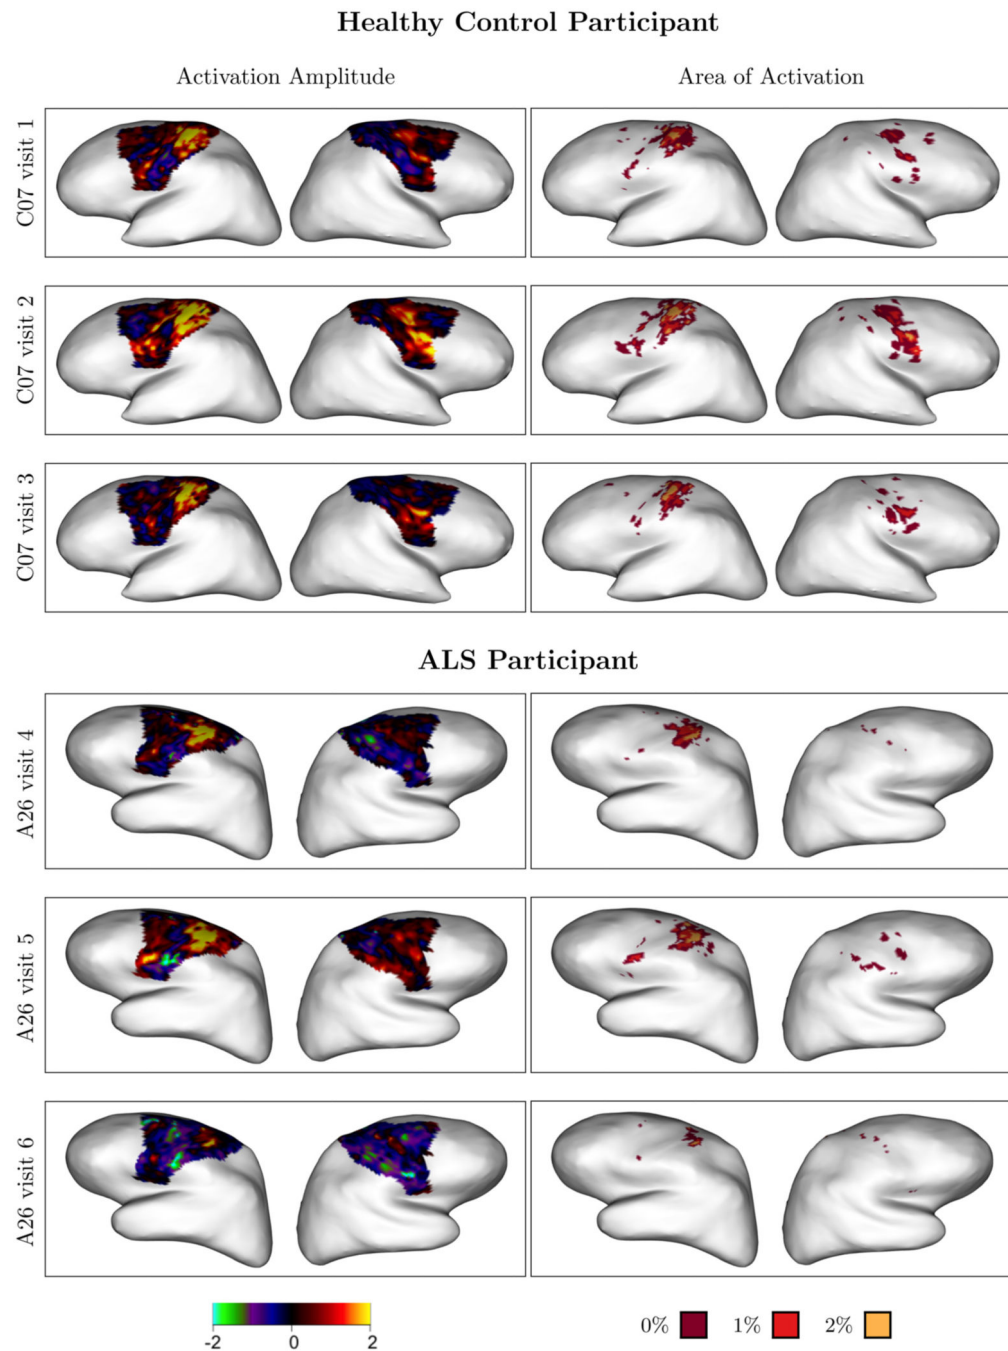 Healthy Control Participant
Activation Amplitude
Area of Activation
C07 visit 1
C07 visit 2
C07 visit 3
ALS Participant
A26 visit 4
A26 visit 5
A26 visit 6
-2 0 2
0% 1% 2%